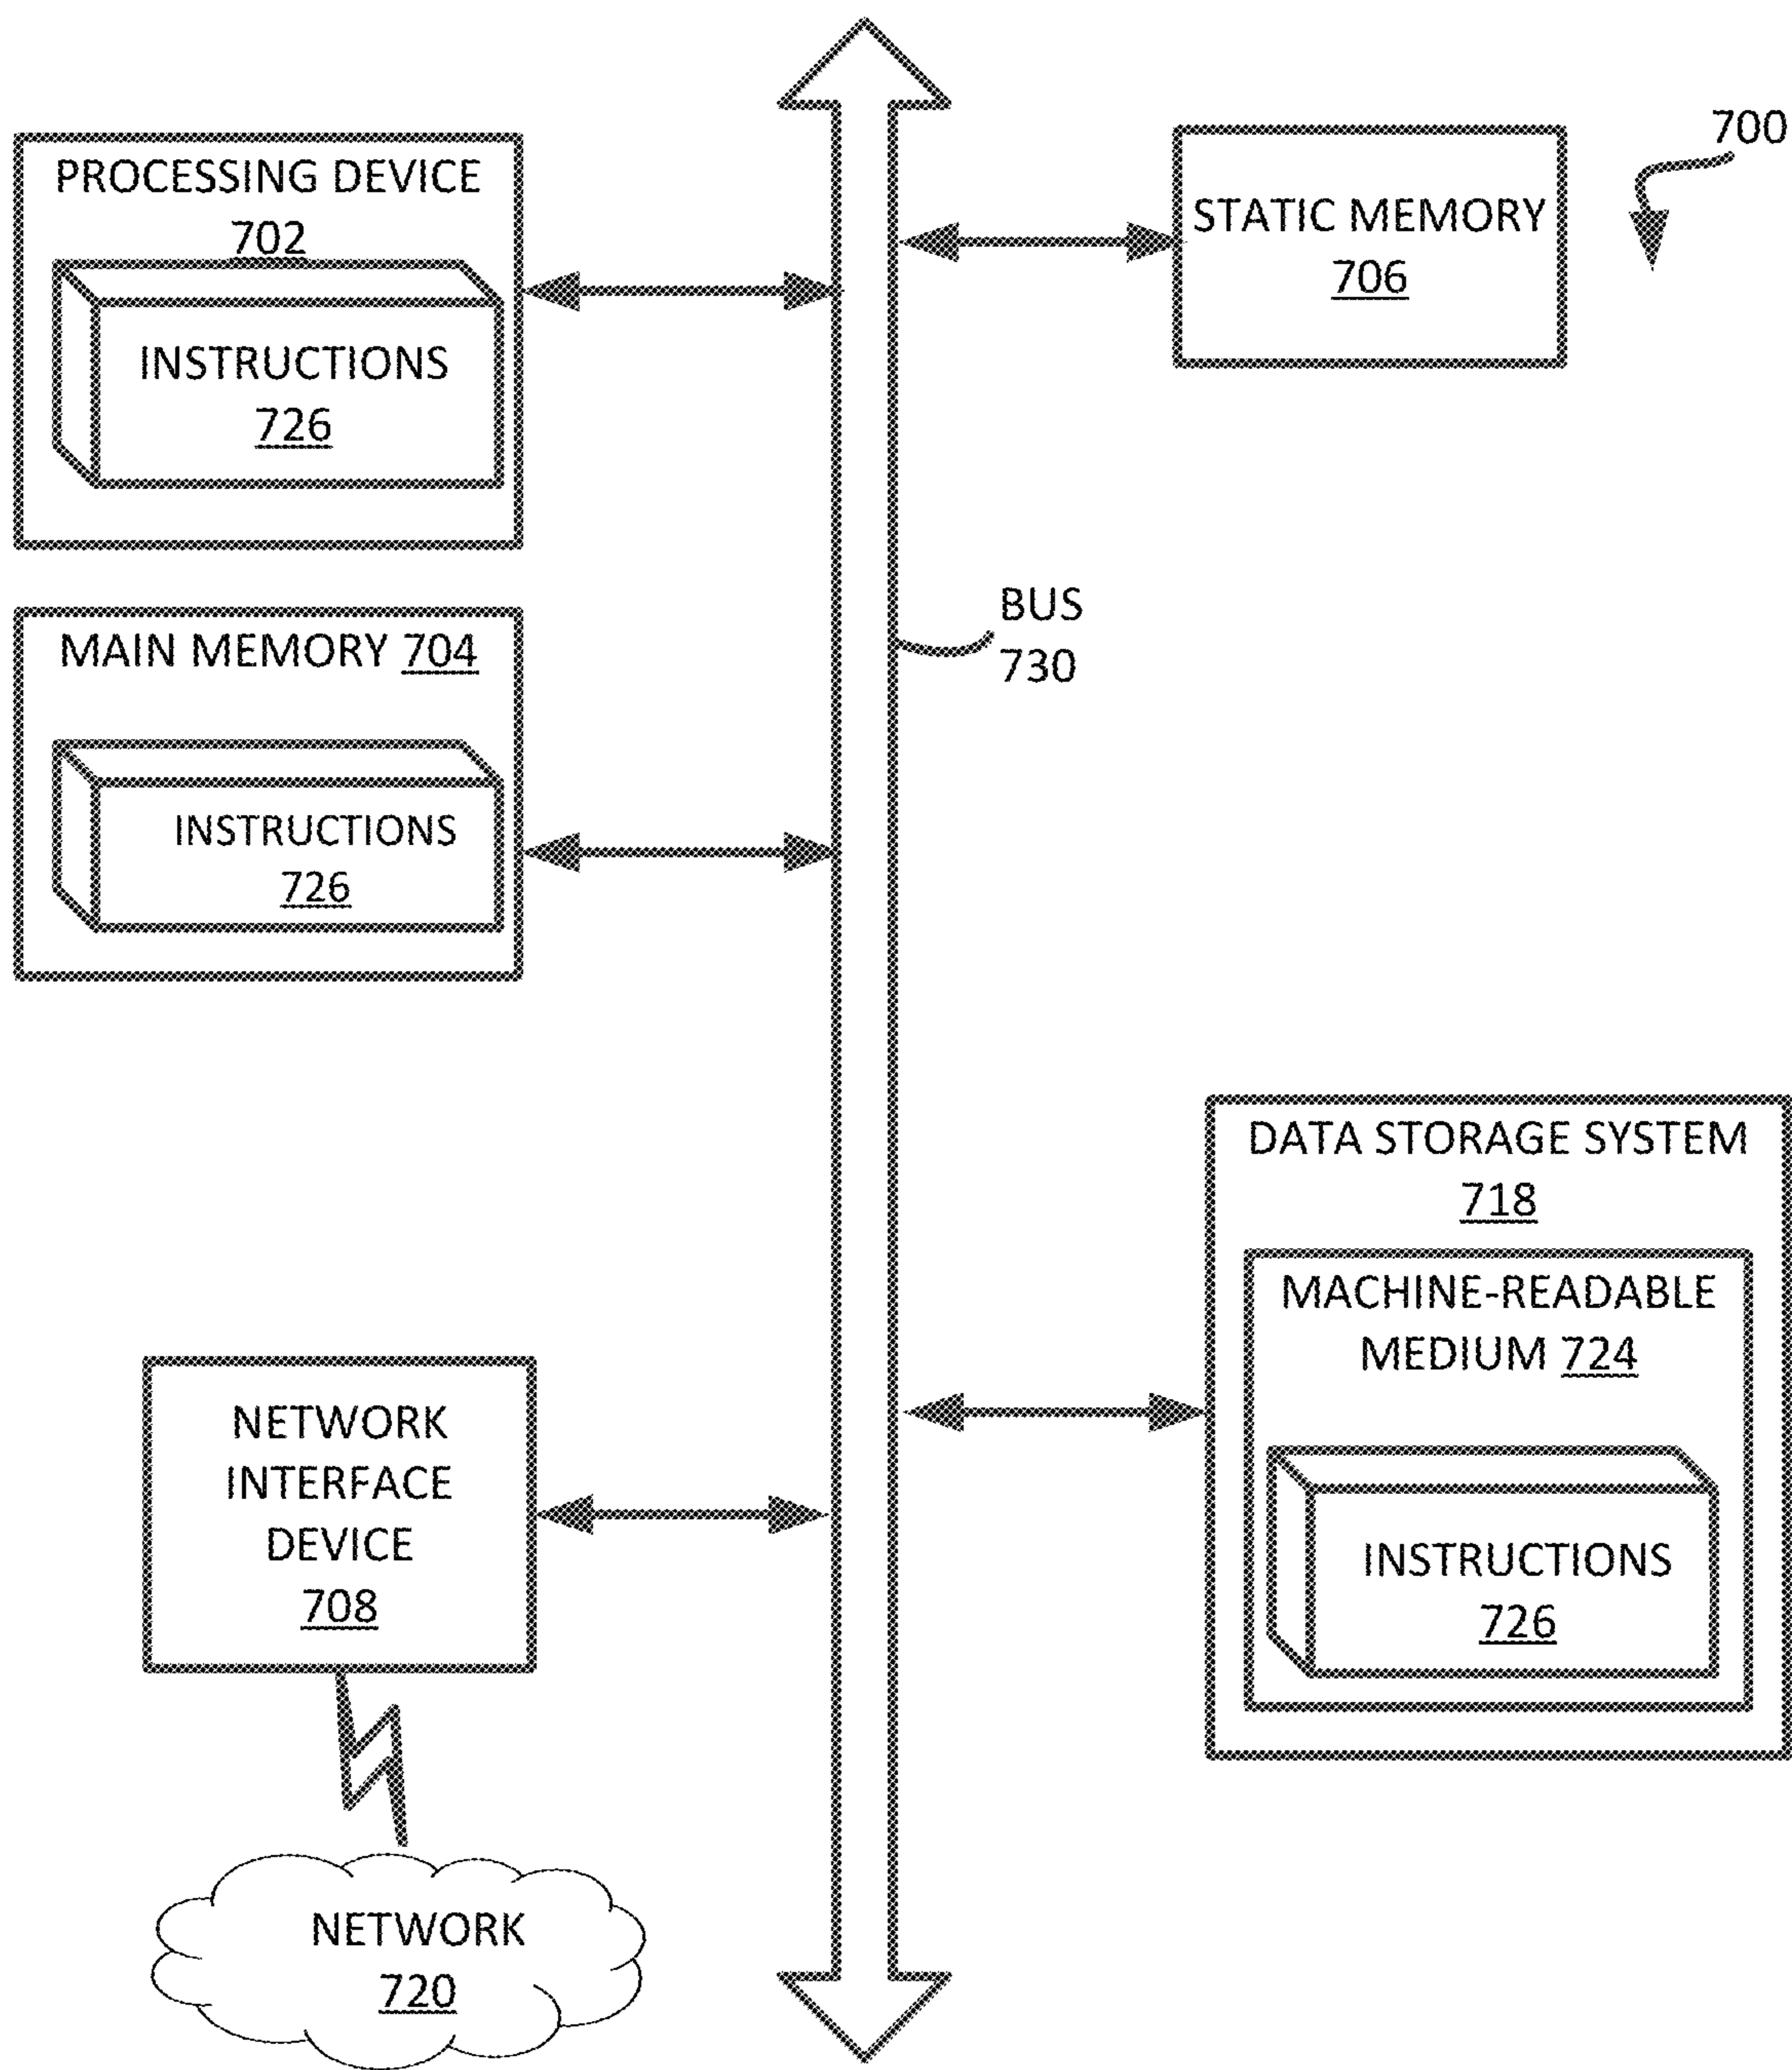 PROCESSING DEVICE
702
INSTRUCTIONS
726
STATIC MEMORY
706
700
MAIN MEMORY 704
INSTRUCTIONS
726
BUS
730
DATA STORAGE SYSTEM
718
MACHINE-READABLE
MEDIUM 724
INSTRUCTIONS
726
NETWORK
INTERFACE
DEVICE
708
NETWORK
720